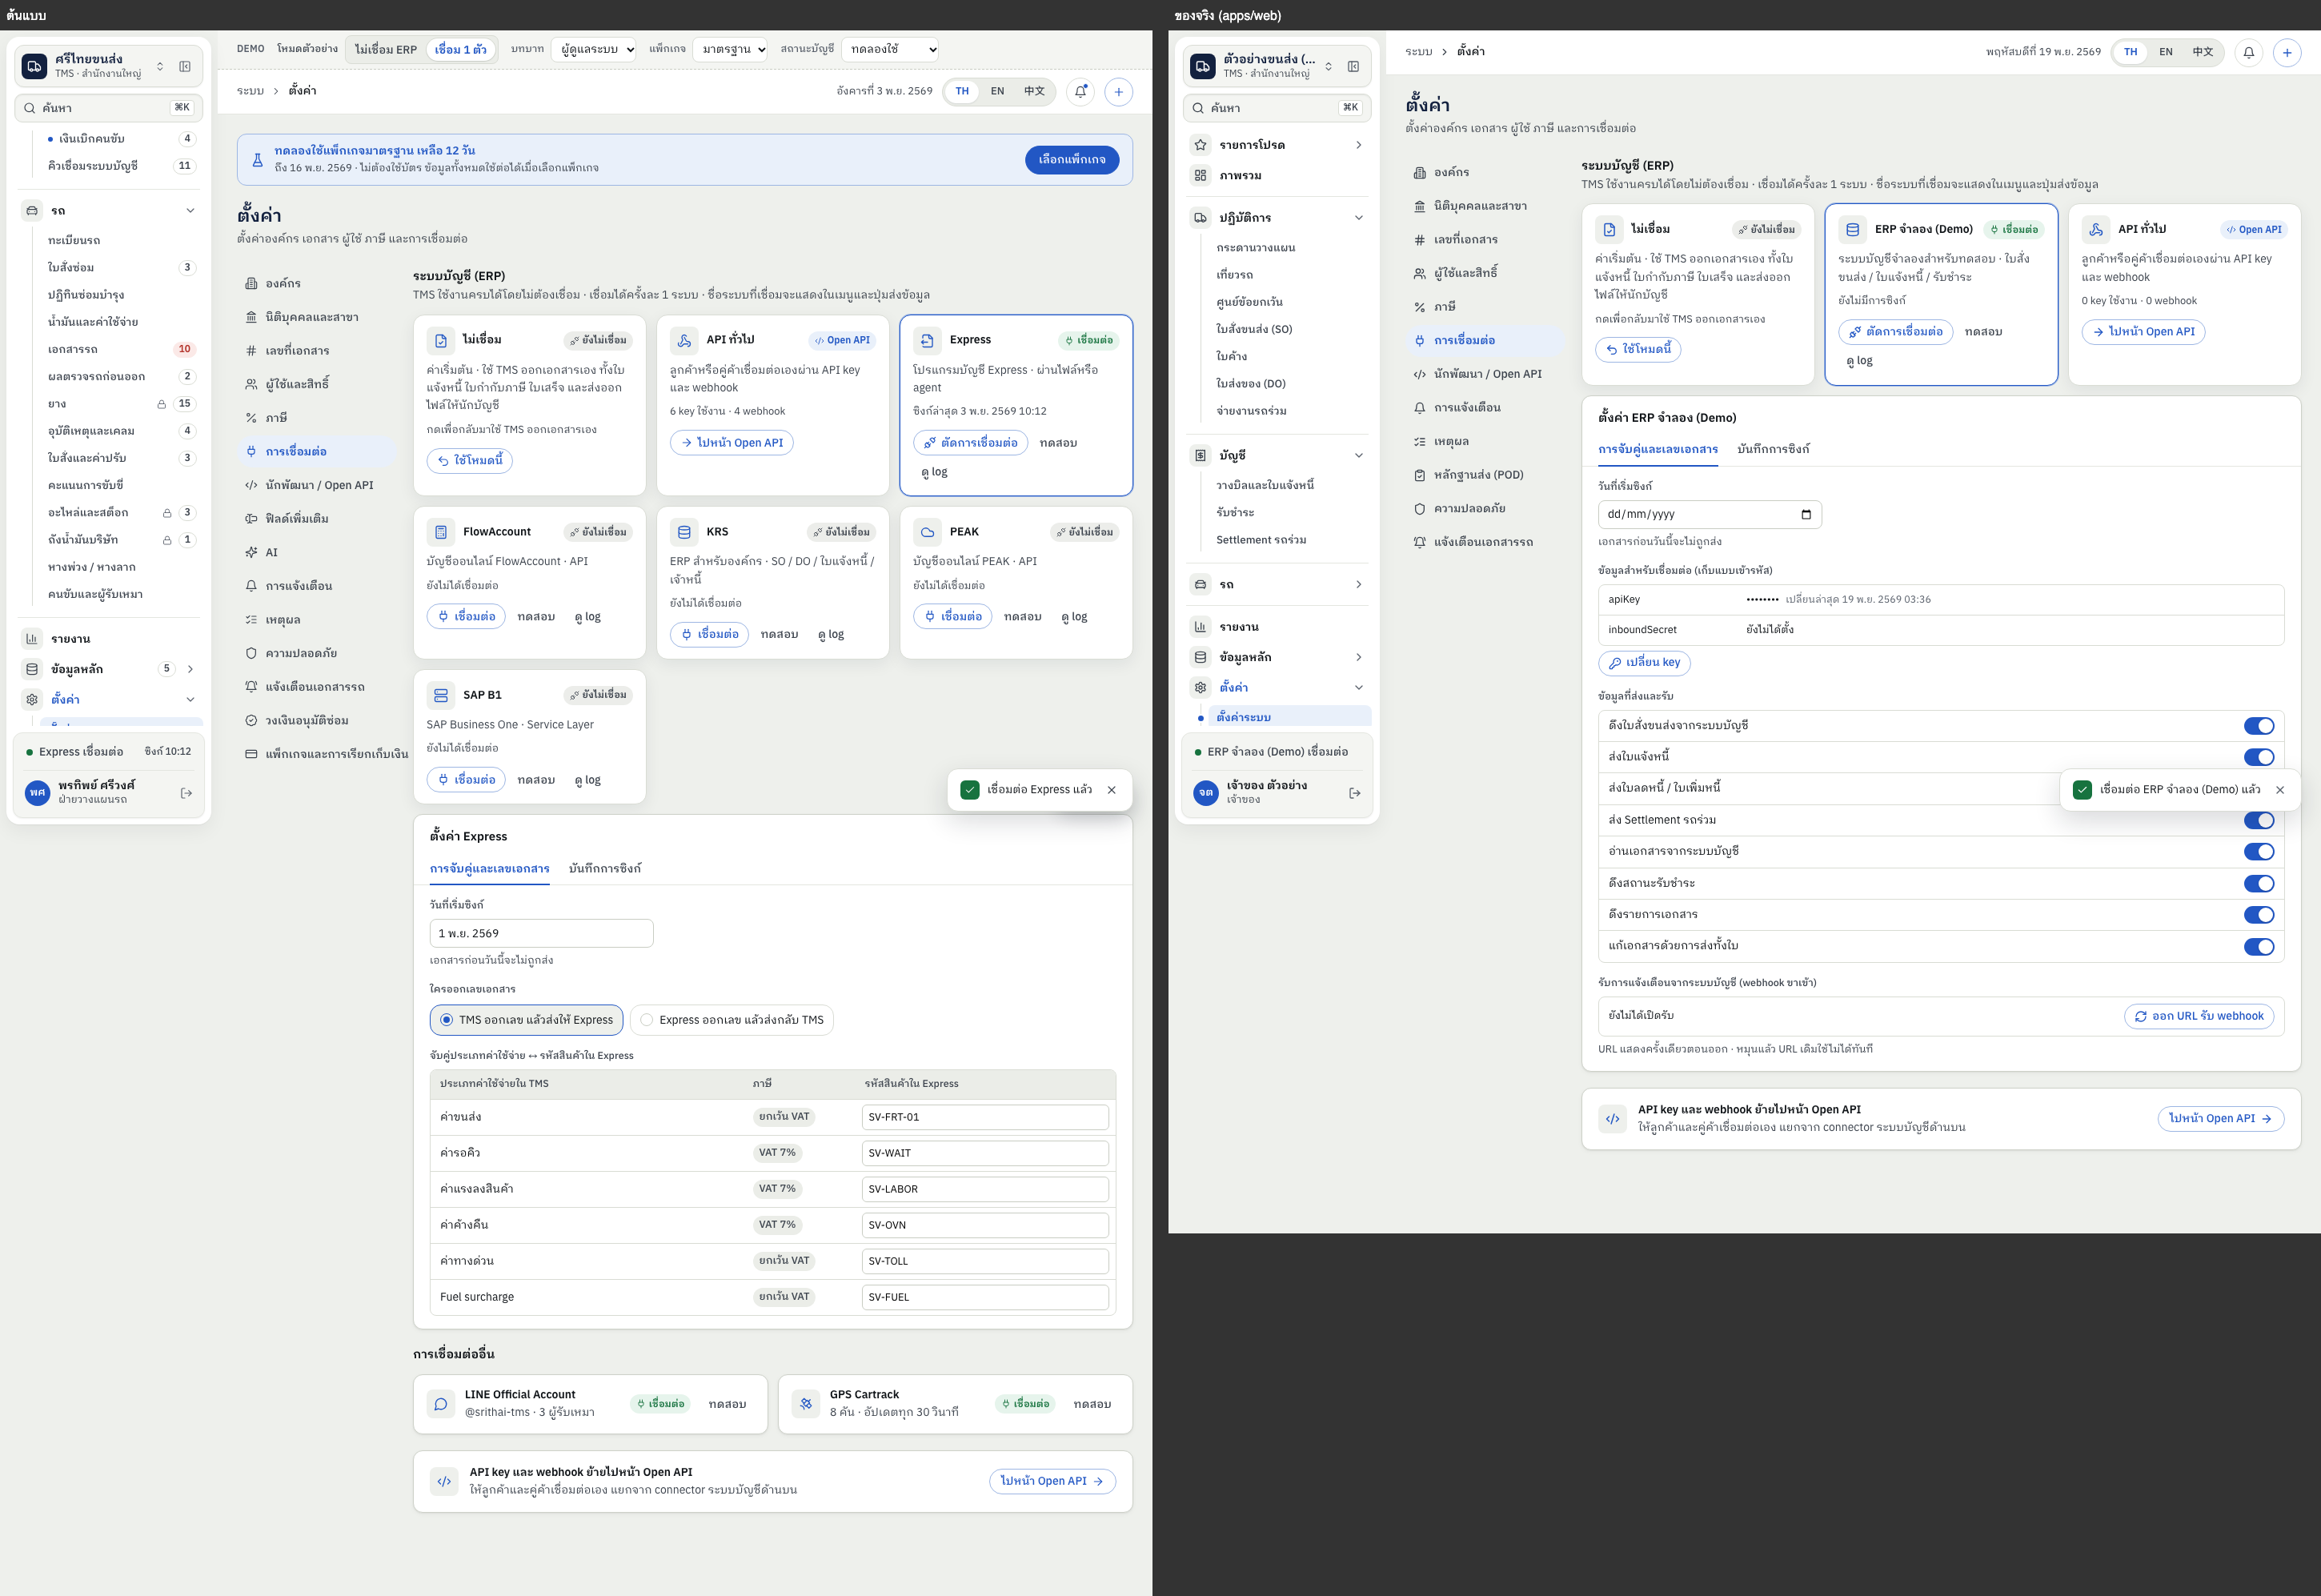 ต้นแบบ
ศรีไทยขนส่ง
TMS · สำนักงานใหญ่
ค้นหา
⌘K
เงินเบิกคนขับ 4
คิวเชื่อมระบบบัญชี 11
รถ
ทะเบียนรถ
ใบสั่งซ่อม 3
ปฏิทินซ่อมบำรุง
น้ำมันและค่าใช้จ่าย
เอกสารรถ 10
ผลตรวจรถก่อนออก 2
ยาง 15
อุบัติเหตุและเคลม 4
ใบสั่งและค่าปรับ 3
คะแนนการขับขี่
อะไหล่และสต็อก 3
ถังน้ำมันบริษัท 1
หางพ่วง / หางลาก
คนขับและผู้รับเหมา
รายงาน
ข้อมูลหลัก 5
ตั้งค่า
Express เชื่อมต่อ ซิงก์ 10:12
พศ
พรทิพย์ ศรีวงศ์
ฝ่ายวางแผนรถ
DEMO โหมดตัวอย่าง ไม่เชื่อม ERP เชื่อม 1 ตัว บทบาท ผู้ดูแลระบบ แพ็กเกจ มาตรฐาน สถานะบัญชี ทดลองใช้
ระบบ > ตั้งค่า
อังคารที่ 3 พ.ย. 2569 TH EN 中文
ทดลองใช้แพ็กเกจมาตรฐาน เหลือ 12 วัน
ถึง 16 พ.ย. 2569 · ไม่ต้องใช้บัตร ข้อมูลทั้งหมดใช้ต่อได้เมื่อเลือกแพ็กเกจ
เลือกแพ็กเกจ
ตั้งค่า
ตั้งค่าองค์กร เอกสาร ผู้ใช้ ภาษี และการเชื่อมต่อ
องค์กร
นิติบุคคลและสาขา
เลขที่เอกสาร
ผู้ใช้และสิทธิ์
ภาษี
การเชื่อมต่อ
นักพัฒนา / Open API
ฟิลด์เพิ่มเติม
AI
การแจ้งเตือน
เหตุผล
ความปลอดภัย
แจ้งเตือนเอกสารรถ
วงเงินอนุมัติซ่อม
แพ็กเกจและการเรียกเก็บเงิน
ระบบบัญชี (ERP)
TMS ใช้งานครบได้โดยไม่ต้องเชื่อม · เชื่อมได้ครั้งละ 1 ระบบ · ชื่อระบบที่เชื่อมจะแสดงในเมนูและปุ่มส่งข้อมูล
ไม่เชื่อม ยังไม่เชื่อม
ค่าเริ่มต้น · ใช้ TMS ออกเอกสารเอง ทั้งใบ
แจ้งหนี้ ใบกำกับภาษี ใบเสร็จ และส่งออก
ไฟล์ให้นักบัญชี
กดเพื่อกลับมาใช้ TMS ออกเอกสารเอง
ใช้โหมดนี้
API ทั่วไป Open API
ลูกค้าหรือคู่ค้าเชื่อมต่อเองผ่าน API key
และ webhook
6 key ใช้งาน · 4 webhook
ไปหน้า Open API
Express เชื่อมต่อ
โปรแกรมบัญชี Express · ผ่านไฟล์หรือ
agent
ซิงก์ล่าสุด 3 พ.ย. 2569 10:12
ตัดการเชื่อมต่อ ทดสอบ
ดู log
FlowAccount ยังไม่เชื่อม
บัญชีออนไลน์ FlowAccount · API
ยังไม่ได้เชื่อมต่อ
เชื่อมต่อ ทดสอบ ดู log
KRS ยังไม่เชื่อม
ERP สำหรับองค์กร · SO / DO / ใบแจ้งหนี้ /
เจ้าหนี้
ยังไม่ได้เชื่อมต่อ
เชื่อมต่อ ทดสอบ ดู log
PEAK ยังไม่เชื่อม
บัญชีออนไลน์ PEAK · API
ยังไม่ได้เชื่อมต่อ
เชื่อมต่อ ทดสอบ ดู log
SAP B1 ยังไม่เชื่อม
SAP Business One · Service Layer
ยังไม่ได้เชื่อมต่อ
เชื่อมต่อ ทดสอบ ดู log
เชื่อมต่อ Express แล้ว
ตั้งค่า Express
การจับคู่และเลขเอกสาร บันทึกการซิงก์
วันที่เริ่มซิงก์
1 พ.ย. 2569
เอกสารก่อนวันนี้จะไม่ถูกส่ง
ใครออกเลขเอกสาร
TMS ออกเลข แล้วส่งให้ Express Express ออกเลข แล้วส่งกลับ TMS
จับคู่ประเภทค่าใช้จ่าย ↔ รหัสสินค้าใน Express
ประเภทค่าใช้จ่ายใน TMS ภาษี รหัสสินค้าใน Express
ค่าขนส่ง ยกเว้น VAT SV-FRT-01
ค่ารอคิว VAT 7% SV-WAIT
ค่าแรงลงสินค้า VAT 7% SV-LABOR
ค่าค้างคืน VAT 7% SV-OVN
ค่าทางด่วน ยกเว้น VAT SV-TOLL
Fuel surcharge ยกเว้น VAT SV-FUEL
การเชื่อมต่ออื่น
LINE Official Account
@srithai-tms · 3 ผู้รับเหมา
เชื่อมต่อ ทดสอบ
GPS Cartrack
8 คัน · อัปเดตทุก 30 วินาที
เชื่อมต่อ ทดสอบ
API key และ webhook ย้ายไปหน้า Open API
ให้ลูกค้าและคู่ค้าเชื่อมต่อเอง แยกจาก connector ระบบบัญชีด้านบน
ไปหน้า Open API
ของจริง (apps/web)
ตัวอย่างขนส่ง (...
TMS · สำนักงานใหญ่
ค้นหา
⌘K
รายการโปรด
ภาพรวม
ปฏิบัติการ
กระดานวางแผน
เที่ยวรถ
ศูนย์ข้อยกเว้น
ใบสั่งขนส่ง (SO)
ใบค้าง
ใบส่งของ (DO)
จ่ายงานรถร่วม
บัญชี
วางบิลและใบแจ้งหนี้
รับชำระ
Settlement รถร่วม
รถ
รายงาน
ข้อมูลหลัก
ตั้งค่า
ตั้งค่าระบบ
ERP จำลอง (Demo) เชื่อมต่อ
จต
เจ้าของ ตัวอย่าง
เจ้าของ
ระบบ > ตั้งค่า
พฤหัสบดีที่ 19 พ.ย. 2569 TH EN 中文
ตั้งค่า
ตั้งค่าองค์กร เอกสาร ผู้ใช้ ภาษี และการเชื่อมต่อ
องค์กร
นิติบุคคลและสาขา
เลขที่เอกสาร
ผู้ใช้และสิทธิ์
ภาษี
การเชื่อมต่อ
นักพัฒนา / Open API
การแจ้งเตือน
เหตุผล
หลักฐานส่ง (POD)
ความปลอดภัย
แจ้งเตือนเอกสารรถ
ระบบบัญชี (ERP)
TMS ใช้งานครบได้โดยไม่ต้องเชื่อม · เชื่อมได้ครั้งละ 1 ระบบ · ชื่อระบบที่เชื่อมจะแสดงในเมนูและปุ่มส่งข้อมูล
ไม่เชื่อม ยังไม่เชื่อม
ค่าเริ่มต้น · ใช้ TMS ออกเอกสารเอง ทั้งใบ
แจ้งหนี้ ใบกำกับภาษี ใบเสร็จ และส่งออก
ไฟล์ให้นักบัญชี
กดเพื่อกลับมาใช้ TMS ออกเอกสารเอง
ใช้โหมดนี้
ERP จำลอง (Demo) เชื่อมต่อ
ระบบบัญชีจำลองสำหรับทดสอบ · ใบสั่ง
ขนส่ง / ใบแจ้งหนี้ / รับชำระ
ยังไม่มีการซิงก์
ตัดการเชื่อมต่อ ทดสอบ
ดู log
API ทั่วไป Open API
ลูกค้าหรือคู่ค้าเชื่อมต่อเองผ่าน API key
และ webhook
0 key ใช้งาน · 0 webhook
ไปหน้า Open API
ตั้งค่า ERP จำลอง (Demo)
การจับคู่และเลขเอกสาร บันทึกการซิงก์
วันที่เริ่มซิงก์
dd/mm/yyyy
เอกสารก่อนวันนี้จะไม่ถูกส่ง
ข้อมูลสำหรับเชื่อมต่อ (เก็บแบบเข้ารหัส)
apiKey •••••••• เปลี่ยนล่าสุด 19 พ.ย. 2569 03:36
inboundSecret ยังไม่ได้ตั้ง
เปลี่ยน key
ข้อมูลที่ส่งและรับ
ดึงใบสั่งขนส่งจากระบบบัญชี
ส่งใบแจ้งหนี้
ส่งใบลดหนี้ / ใบเพิ่มหนี้
เชื่อมต่อ ERP จำลอง (Demo) แล้ว
ส่ง Settlement รถร่วม
อ่านเอกสารจากระบบบัญชี
ดึงสถานะรับชำระ
ดึงรายการเอกสาร
แก้เอกสารด้วยการส่งทั้งใบ
รับการแจ้งเตือนจากระบบบัญชี (webhook ขาเข้า)
ยังไม่ได้เปิดรับ ออก URL รับ webhook
URL แสดงครั้งเดียวตอนออก · หมุนแล้ว URL เดิมใช้ไม่ได้ทันที
API key และ webhook ย้ายไปหน้า Open API
ให้ลูกค้าและคู่ค้าเชื่อมต่อเอง แยกจาก connector ระบบบัญชีด้านบน
ไปหน้า Open API